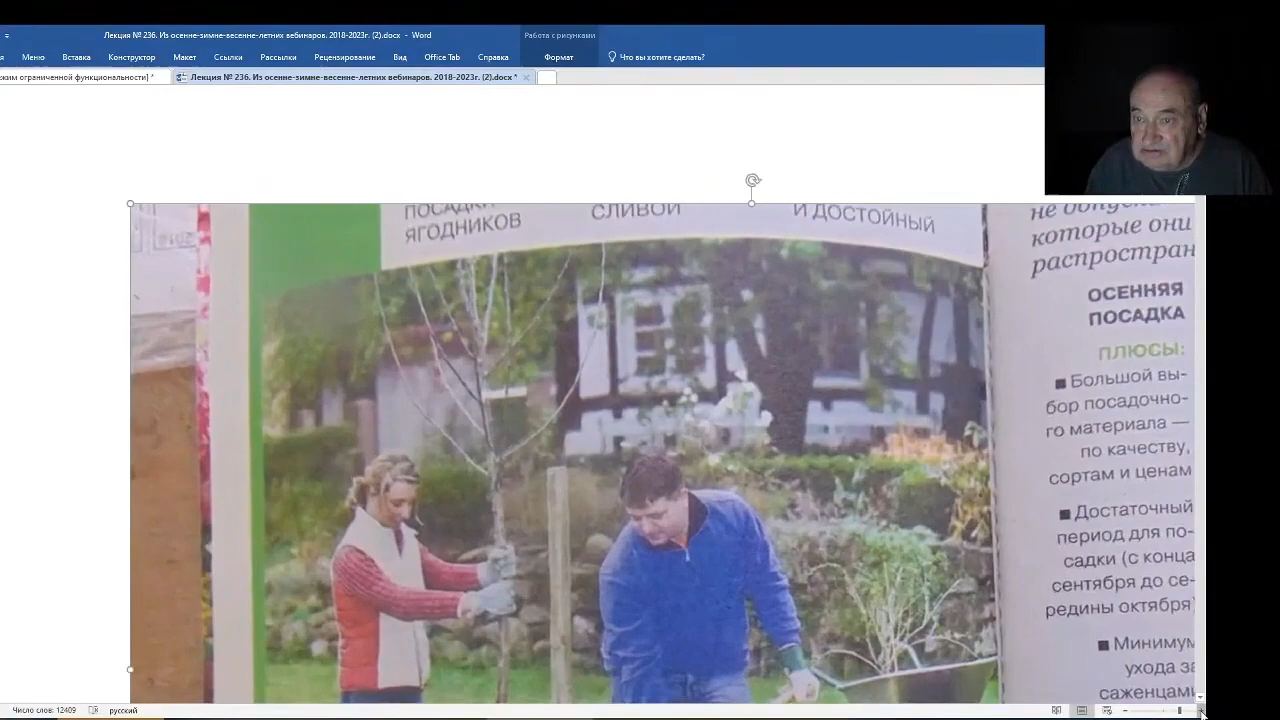 Лекция № 236. Из осенне-зимне-весенне-летних вебинаров. 2018-2023г. (2).docx - Word
Работа с рисунками
Меню Вставка Конструктор Макет Ссылки Рассылки Рецензирование Вид Office Tab Справка Формат Что вы хотите сделать?
ограниченной функциональности] *
Лекция № 236. Из осенне-зимне-весенне-летних вебинаров. 2018-2023г. (2).docx *
ПОСАДКИ
ЯГОДНИКОВ
СЛИВОЙ
И ДОСТОЙНЫЙ
которые они
распростран
ОСЕННЯЯ
ПОСАДКА
ПЛЮСЫ:
Большой вы-
бор посадочно-
го материала —
по качеству,
сортам и ценам
Достаточный
период для по-
садки (с конца
сентября до се-
редины октября)
Минимум
ухода за
саженцами
Число слов: 12409
русский